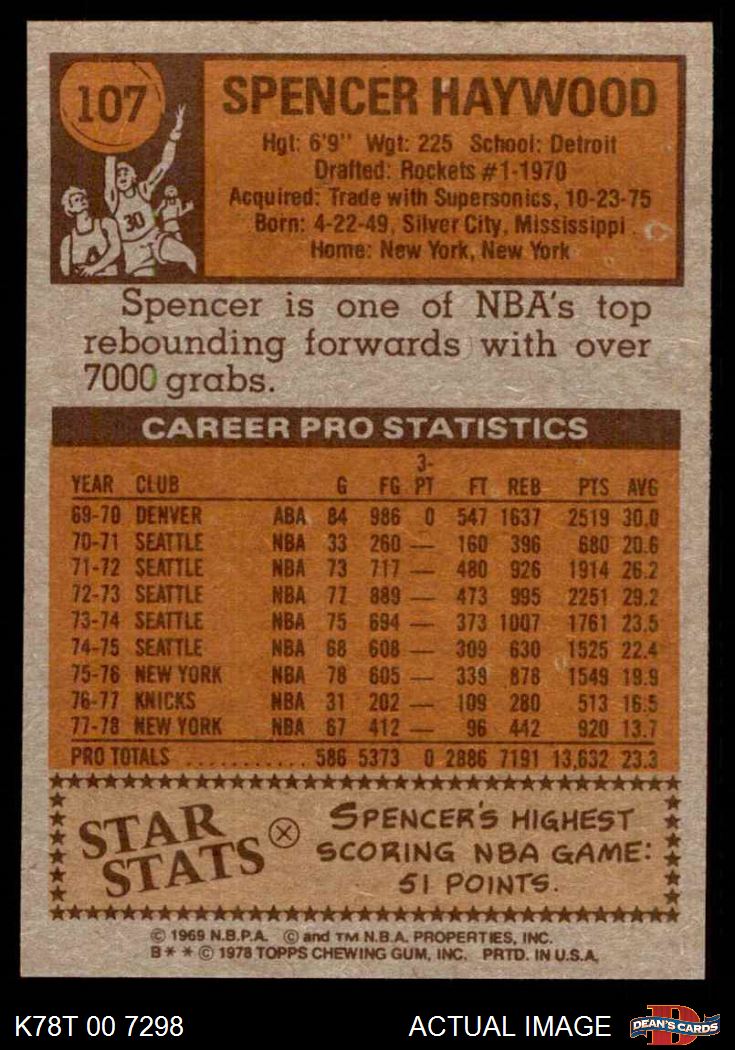 107
SPENCER HAYWOOD
Hgt: 6'9" Wgt: 225 School: Detroit
Drafted: Rockets #1-1970
Acquired: Trade with Supersonics, 10-23-75
Born: 4-22-49, Silver City, Mississippi
Home: New York, New York
30
4
Spencer is one of NBA's top
rebounding forwards with over
7000 grabs.
CAREER PRO STATISTICS
YEAR CLUB G FG 3-PT FT REB PTS AVG
69-70 DENVER ABA 84 986 0 547 1637 2519 30.0
70-71 SEATTLE NBA 33 260 — 160 396 680 20.6
71-72 SEATTLE NBA 73 717 — 480 926 1914 26.2
72-73 SEATTLE NBA 77 889 — 473 995 2251 29.2
73-74 SEATTLE NBA 75 694 — 373 1007 1761 23.5
74-75 SEATTLE NBA 68 608 — 309 630 1525 22.4
75-76 NEW YORK NBA 78 605 — 339 878 1549 19.9
76-77 KNICKS NBA 31 202 — 109 280 513 16.5
77-78 NEW YORK NBA 67 412 — 96 442 920 13.7
PRO TOTALS ........... 586 5373 0 2886 7191 13,632 23.3
STAR
STATS
SPENCER'S HIGHEST
SCORING NBA GAME:
51 POINTS.
© 1969 N.B.P.A. © and TM N.B.A. PROPERTIES, INC.
B * * © 1978 TOPPS CHEWING GUM, INC. PRTD. IN U.S.A.
K78T 00 7298
ACTUAL IMAGE
D
DEAN'S CARDS